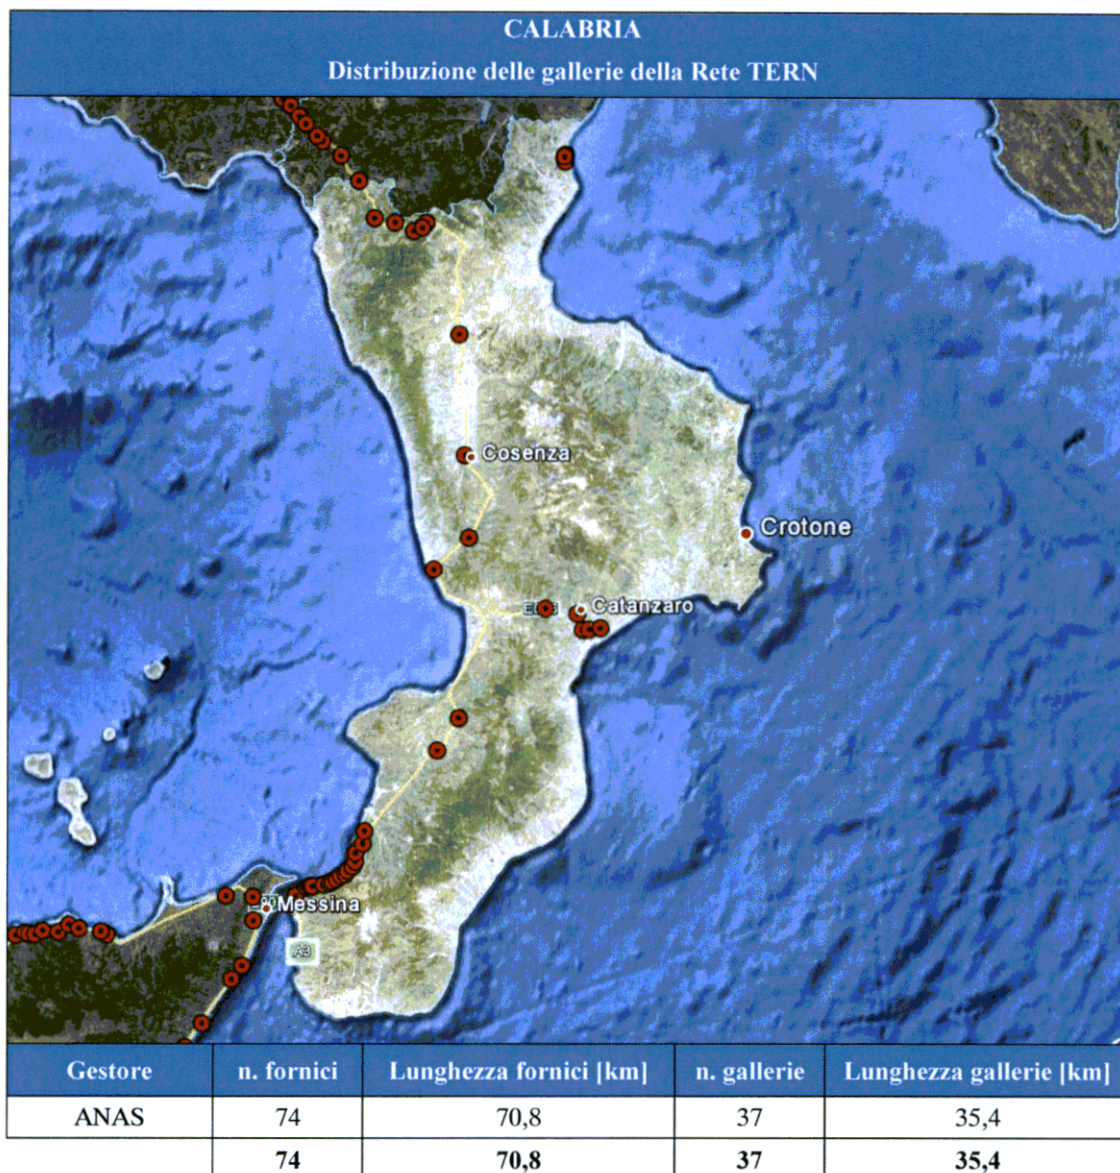 CALABRIA
Distribuzione delle gallerie della Rete TERN
Cosenza
Crotone
Catanzaro
Messina
A3
Gestore n. fornici Lunghezza fornici [km] n. gallerie Lunghezza gallerie [km]
ANAS 74 70,8 37 35,4
74 70,8 37 35,4